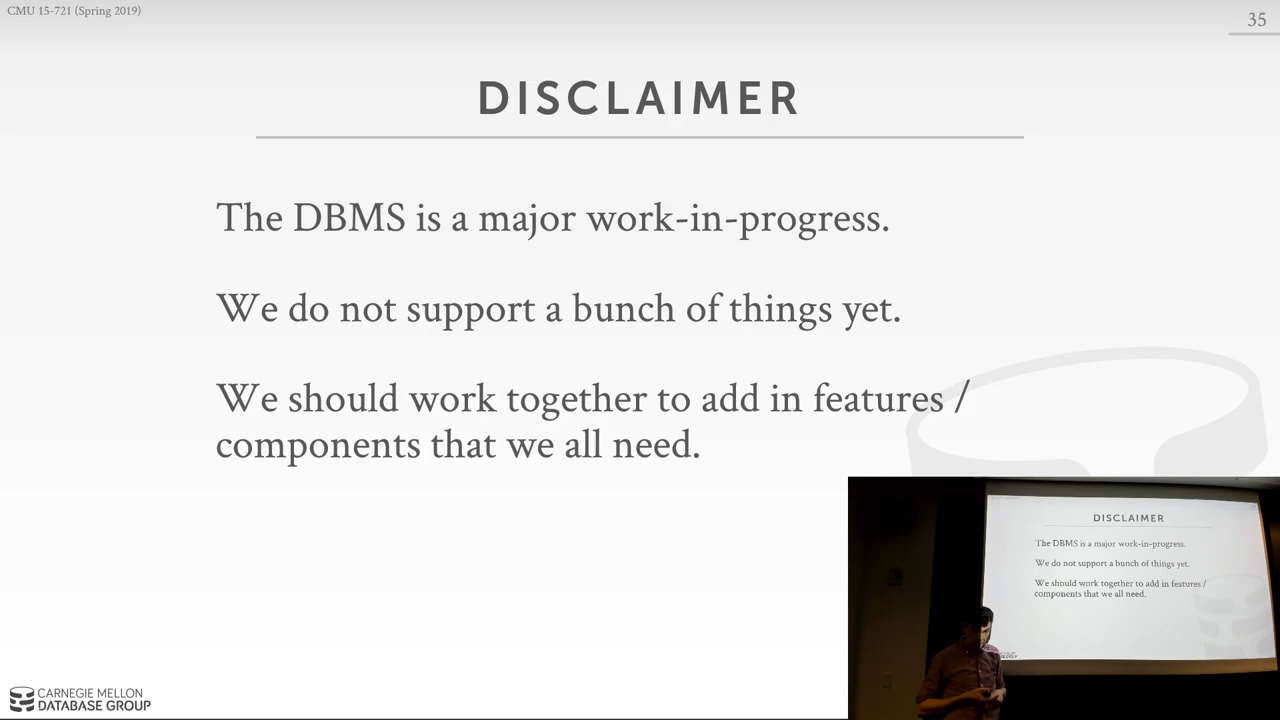 CMU 15-721 (Spring 2019)
35
DISCLAIMER
The DBMS is a major work-in-progress.
We do not support a bunch of things yet.
We should work together to add in features /
components that we all need.
DISCLAIMER
The DBMS is a major work-in-progress.
We do not support a bunch of things yet.
We should work together to add in features /
components that we all need.
CARNEGIE MELLON
DATABASE GROUP